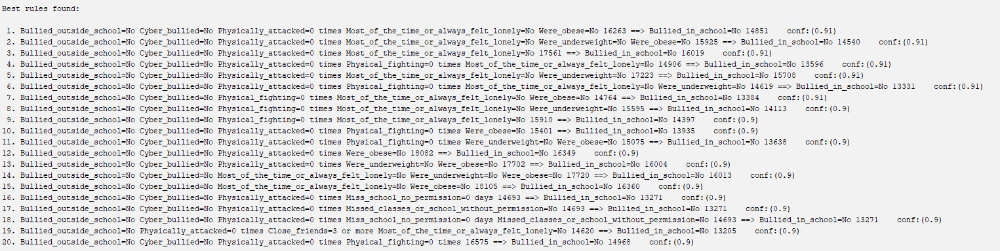 Best rules found:
1. Bullied_outside_school=No Cyber_bullied=No Physically_attacked=0 times Most_of_the_time_or_always_felt_lonely=No Were_obese=No 16263 ==> Bullied_in_school=No 14851 conf:(0.91)
2. Bullied_outside_school=No Cyber_bullied=No Physically_attacked=0 times Most_of_the_time_or_always_felt_lonely=No Were_underweight=No Were_obese=No 15925 ==> Bullied_in_school=No 14540 conf:(0.91)
3. Bullied_outside_school=No Cyber_bullied=No Physically_attacked=0 times Most_of_the_time_or_always_felt_lonely=No 17561 ==> Bullied_in_school=No 16019 conf:(0.91)
4. Bullied_outside_school=No Cyber_bullied=No Physically_attacked=0 times Physical_fighting=0 times Most_of_the_time_or_always_felt_lonely=No 14906 ==> Bullied_in_school=No 13596 conf:(0.91)
5. Bullied_outside_school=No Cyber_bullied=No Physically_attacked=0 times Most_of_the_time_or_always_felt_lonely=No Were_underweight=No 17223 ==> Bullied_in_school=No 15708 conf:(0.91)
6. Bullied_outside_school=No Cyber_bullied=No Physically_attacked=0 times Physical_fighting=0 times Most_of_the_time_or_always_felt_lonely=No Were_underweight=No 14619 ==> Bullied_in_school=No 13331 conf:(0.91)
7. Bullied_outside_school=No Cyber_bullied=No Physical_fighting=0 times Most_of_the_time_or_always_felt_lonely=No Were_obese=No 14764 ==> Bullied_in_school=No 13384 conf:(0.91)
8. Bullied_outside_school=No Cyber_bullied=No Physical_fighting=0 times Most_of_the_time_or_always_felt_lonely=No Were_underweight=No 15595 ==> Bullied_in_school=No 14113 conf:(0.9)
9. Bullied_outside_school=No Cyber_bullied=No Physical_fighting=0 times Most_of_the_time_or_always_felt_lonely=No 15910 ==> Bullied_in_school=No 14397 conf:(0.9)
10. Bullied_outside_school=No Cyber_bullied=No Physically_attacked=0 times Physical_fighting=0 times Were_obese=No 15401 ==> Bullied_in_school=No 13935 conf:(0.9)
11. Bullied_outside_school=No Cyber_bullied=No Physically_attacked=0 times Physical_fighting=0 times Were_underweight=No Were_obese=No 15075 ==> Bullied_in_school=No 13638 conf:(0.9)
12. Bullied_outside_school=No Cyber_bullied=No Physically_attacked=0 times Were_obese=No 18082 ==> Bullied_in_school=No 16349 conf:(0.9)
13. Bullied_outside_school=No Cyber_bullied=No Physically_attacked=0 times Were_underweight=No Were_obese=No 17702 ==> Bullied_in_school=No 16004 conf:(0.9)
14. Bullied_outside_school=No Cyber_bullied=No Most_of_the_time_or_always_felt_lonely=No Were_underweight=No Were_obese=No 17720 ==> Bullied_in_school=No 16013 conf:(0.9)
15. Bullied_outside_school=No Cyber_bullied=No Most_of_the_time_or_always_felt_lonely=No Were_obese=No 18105 ==> Bullied_in_school=No 16360 conf:(0.9)
16. Bullied_outside_school=No Cyber_bullied=No Physically_attacked=0 times Miss_school_no_permission=0 days 14693 ==> Bullied_in_school=No 13271 conf:(0.9)
17. Bullied_outside_school=No Cyber_bullied=No Physically_attacked=0 times Missed_classes_or_school_without_permission=No 14693 ==> Bullied_in_school=No 13271 conf:(0.9)
18. Bullied_outside_school=No Cyber_bullied=No Physically_attacked=0 times Miss_school_no_permission=0 days Missed_classes_or_school_without_permission=No 14693 ==> Bullied_in_school=No 13271 conf:(0.9)
19. Bullied_outside_school=No Physically_attacked=0 times Close_friends=3 or more Most_of_the_time_or_always_felt_lonely=No 14620 ==> Bullied_in_school=No 13205 conf:(0.9)
20. Bullied_outside_school=No Cyber_bullied=No Physically_attacked=0 times Physical_fighting=0 times 16575 ==> Bullied_in_school=No 14968 conf:(0.9)